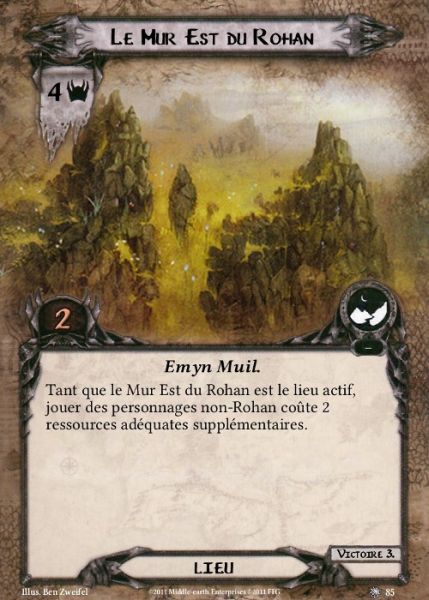 Le Mur Est du Rohan
4
2
–
Emyn Muil.
Tant que le Mur Est du Rohan est le lieu actif,
jouer des personnages non-Rohan coûte 2
ressources adéquates supplémentaires.
Victoire 3.
LIEU
Illus. Ben Zweifel
©2011 Middle-earth Enterprises ©2011 FFG
85